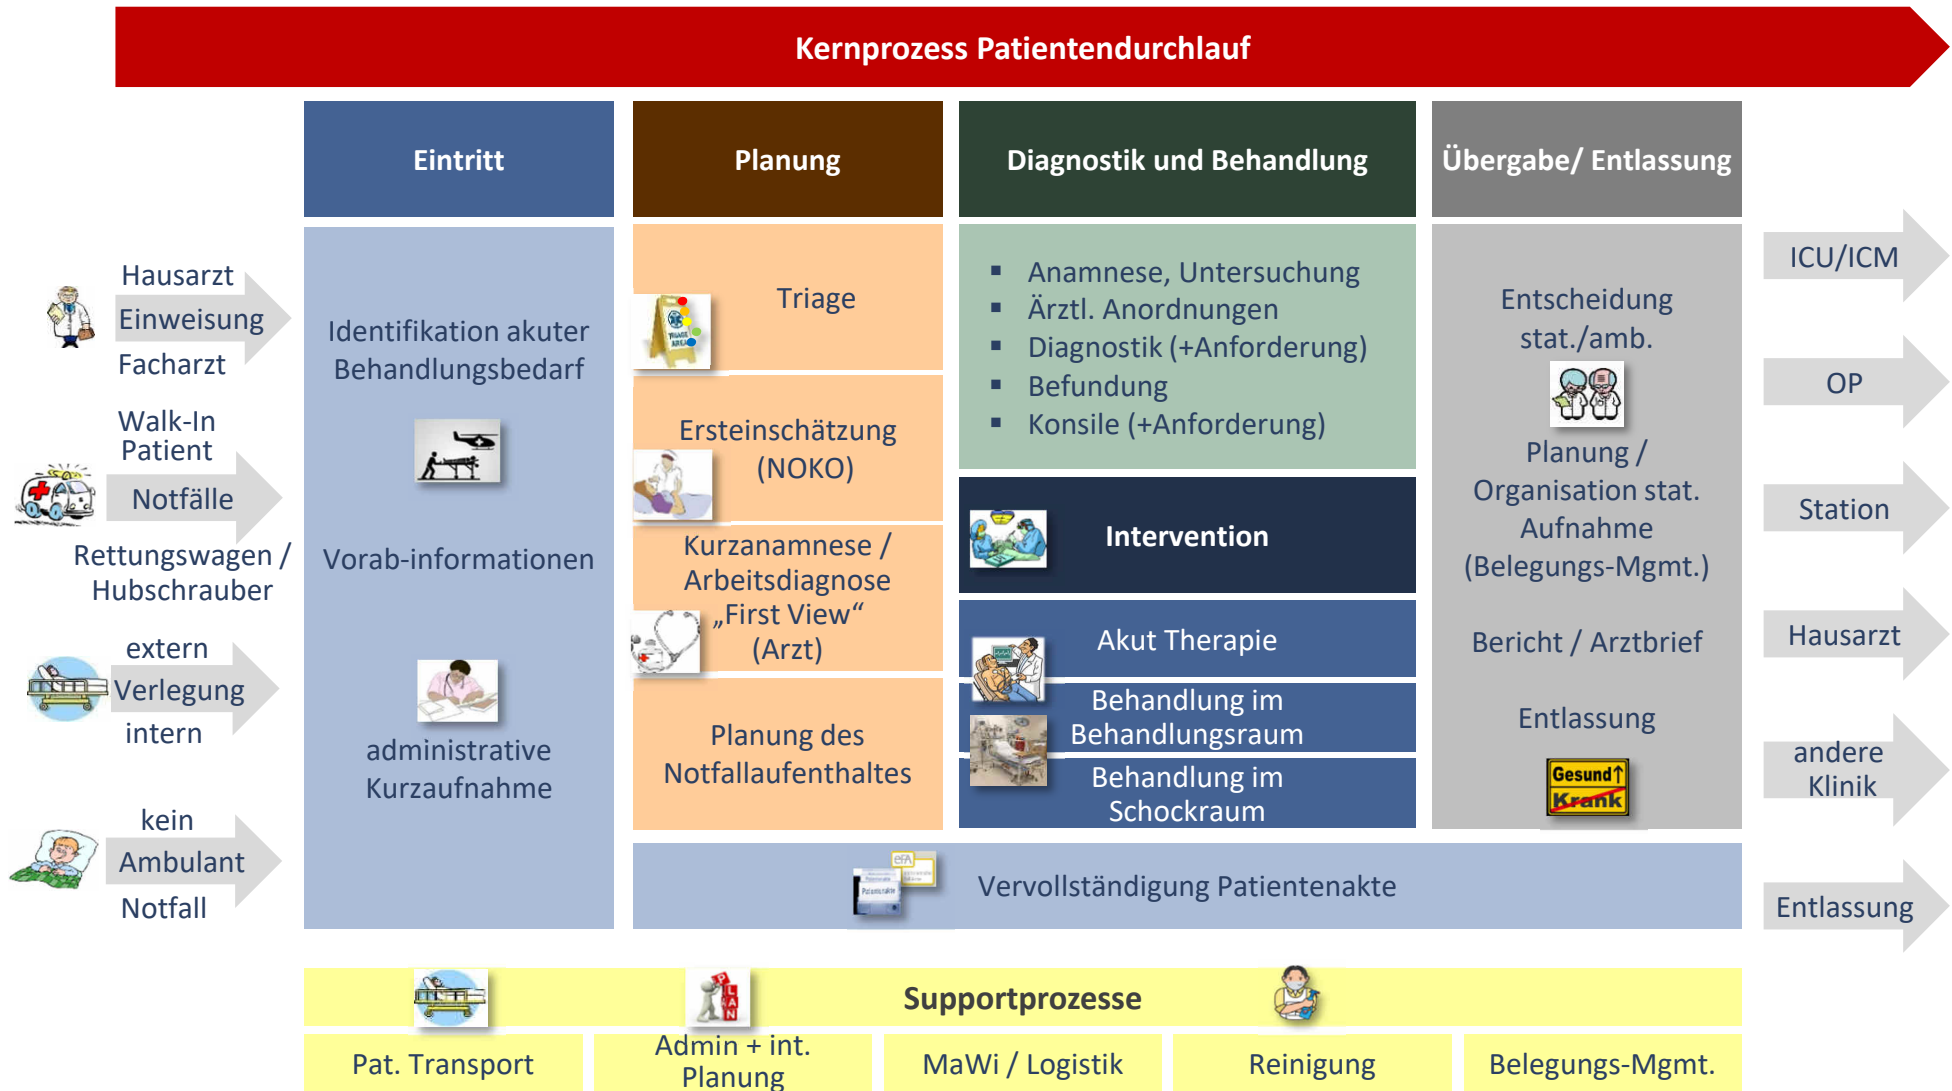 Kernprozess Patientendurchlauf
Eintritt
Planung
Diagnostik und Behandlung
Übergabe/ Entlassung
Hausarzt
Einweisung
Facharzt
Walk-In
Patient
Notfälle
Rettungswagen /
Hubschrauber
extern
Verlegung
intern
kein
Ambulant
Notfall
Identifikation akuter
Behandlungsbedarf
Vorab-informationen
administrative
Kurzaufnahme
Triage
TRIAGE
AREA
Ersteinschätzung
(NOKO)
Kurzanamnese /
Arbeitsdiagnose
„First View“
(Arzt)
Planung des
Notfallaufenthaltes
▪ Anamnese, Untersuchung
▪ Ärztl. Anordnungen
▪ Diagnostik (+Anforderung)
▪ Befundung
▪ Konsile (+Anforderung)
Intervention
Akut Therapie
Behandlung im
Behandlungsraum
Behandlung im
Schockraum
Entscheidung
stat./amb.
Planung /
Organisation stat.
Aufnahme
(Belegungs-Mgmt.)
Bericht / Arztbrief
Entlassung
Gesund↑
Krank
eFA
Patientenakte
Vervollständigung Patientenakte
ICU/ICM
OP
Station
Hausarzt
andere
Klinik
Entlassung
PLAN
Supportprozesse
Pat. Transport
Admin + int.
Planung
MaWi / Logistik
Reinigung
Belegungs-Mgmt.